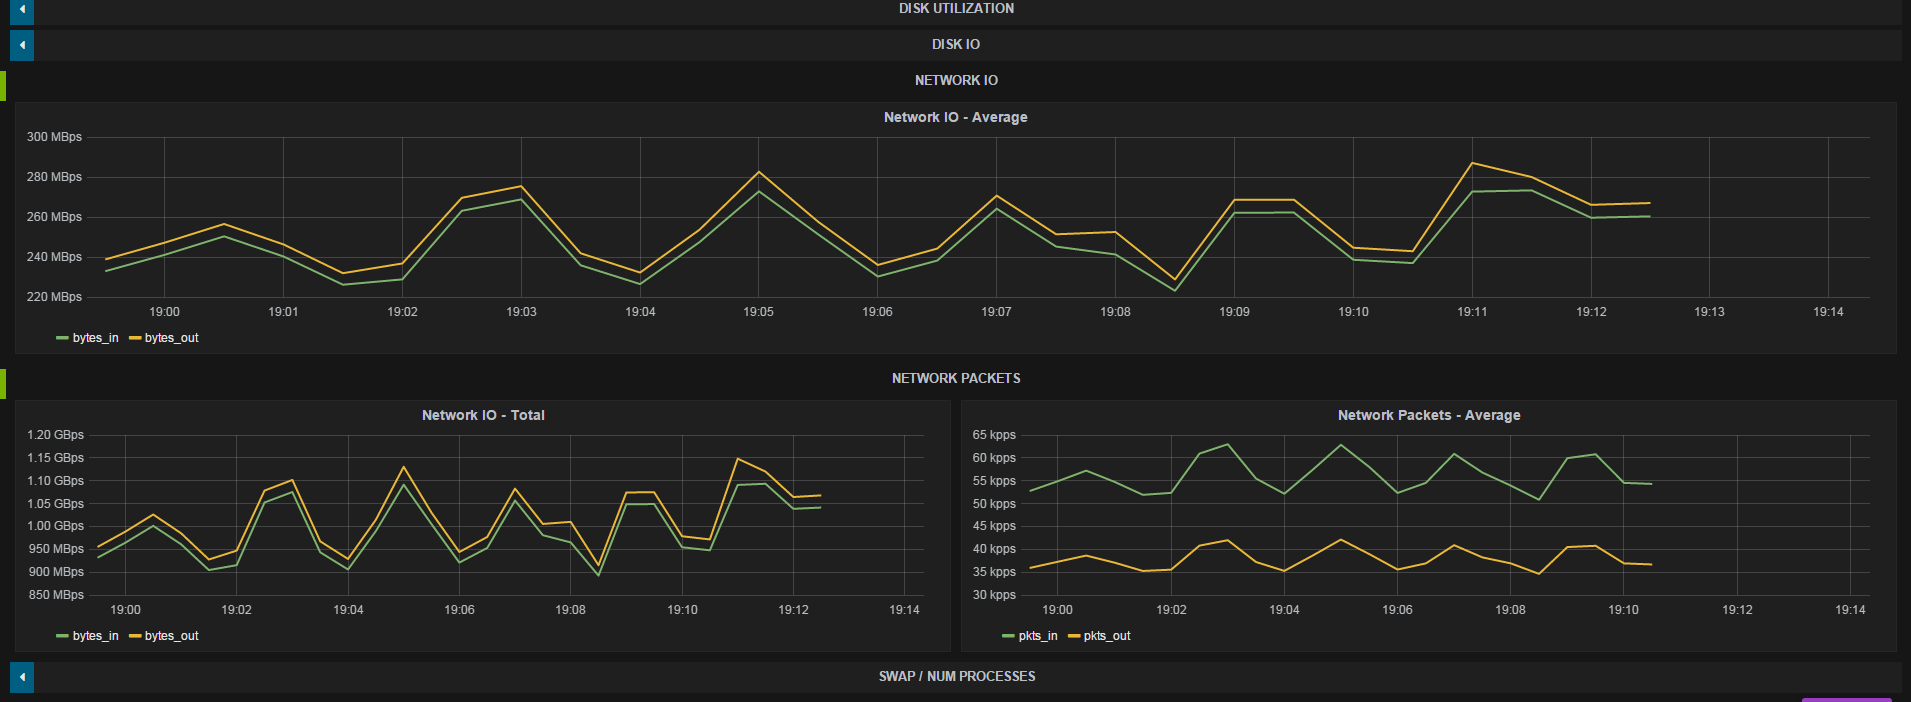 DISK UTILIZATION
DISK IO
NETWORK IO
Network IO - Average
300 MBps
280 MBps
260 MBps
240 MBps
220 MBps
19:00 19:01 19:02 19:03 19:04 19:05 19:06 19:07 19:08 19:09 19:10 19:11 19:12 19:13 19:14
bytes_in bytes_out
NETWORK PACKETS
Network IO - Total
1.20 GBps
1.15 GBps
1.10 GBps
1.05 GBps
1.00 GBps
950 MBps
900 MBps
850 MBps
19:00 19:02 19:04 19:06 19:08 19:10 19:12 19:14
bytes_in bytes_out
Network Packets - Average
65 kpps
60 kpps
55 kpps
50 kpps
45 kpps
40 kpps
35 kpps
30 kpps
19:00 19:02 19:04 19:06 19:08 19:10 19:12 19:14
pkts_in pkts_out
SWAP / NUM PROCESSES